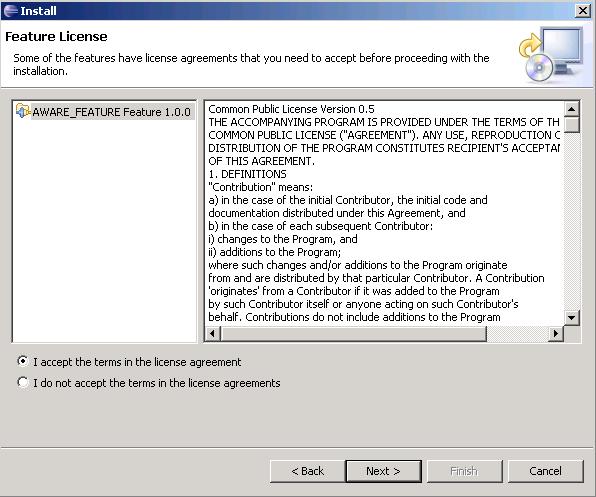 Install
Feature License
Some of the features have license agreements that you need to accept before proceeding with the
installation.
AWARE_FEATURE Feature 1.0.0
Common Public License Version 0.5
THE ACCOMPANYING PROGRAM IS PROVIDED UNDER THE TERMS OF TH
COMMON PUBLIC LICENSE ("AGREEMENT"). ANY USE, REPRODUCTION C
DISTRIBUTION OF THE PROGRAM CONSTITUTES RECIPIENT'S ACCEPTAN
OF THIS AGREEMENT.
1. DEFINITIONS
"Contribution" means:
a) in the case of the initial Contributor, the initial code and
documentation distributed under this Agreement, and
b) in the case of each subsequent Contributor:
i) changes to the Program, and
ii) additions to the Program;
where such changes and/or additions to the Program originate
from and are distributed by that particular Contributor. A Contribution
'originates' from a Contributor if it was added to the Program
by such Contributor itself or anyone acting on such Contributor's
behalf. Contributions do not include additions to the Program
I accept the terms in the license agreement
I do not accept the terms in the license agreements
< Back
Next >
Finish
Cancel